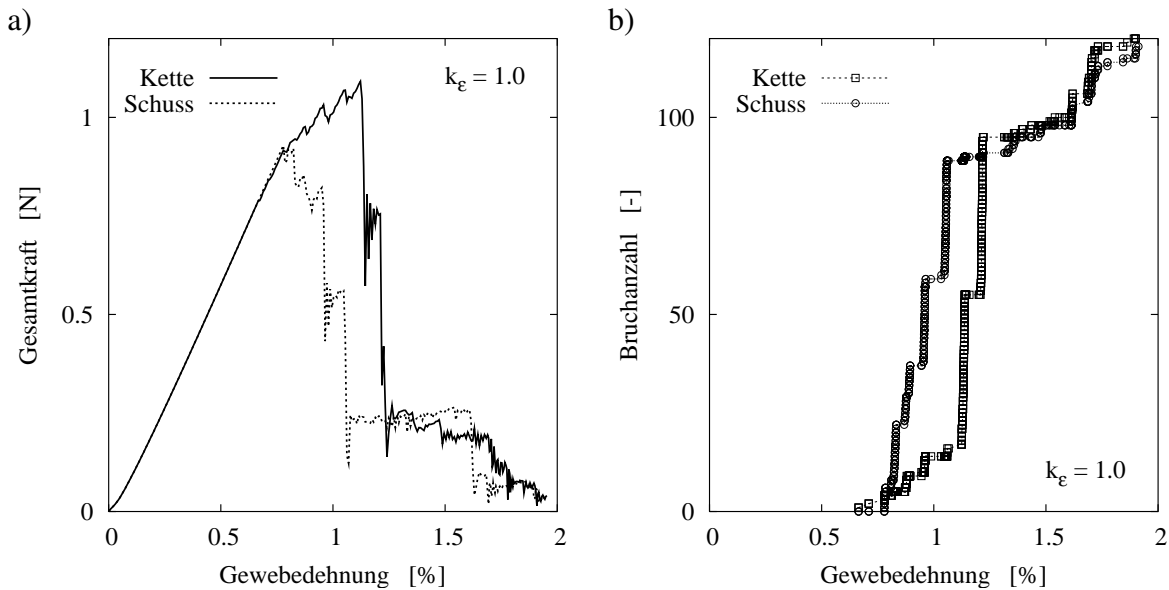 a)
Kette
Schuss
k_ε = 1.0
1
0.5
0
0 0.5 1 1.5 2
Gesamtkraft [N]
Gewebedehnung [%]
b)
Kette
Schuss
k_ε = 1.0
100
50
0
0 0.5 1 1.5 2
Bruchanzahl [-]
Gewebedehnung [%]